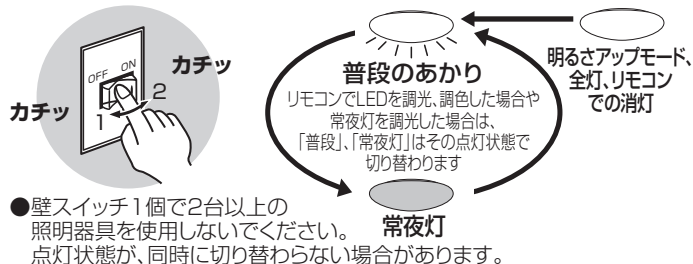 OFF ON
カチッ
カチッ
1
2
普段のあかり
リモコンでLEDを調光、調色した場合や
常夜灯を調光した場合は、
「普段」、「常夜灯」はその点灯状態で
切り替わります
常夜灯
明るさアップモード、
全灯、リモコン
での消灯
●壁スイッチ1個で2台以上の
照明器具を使用しないでください。
点灯状態が、同時に切り替わらない場合があります。